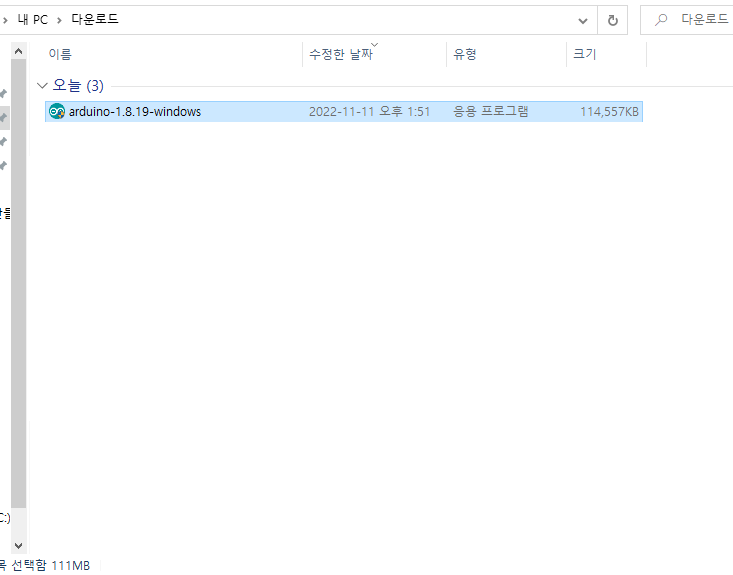 내 PC 다운로드 다운로드
이름 수정한 날짜 유형 크기
오늘 (3)
arduino-1.8.19-windows 2022-11-11 오후 1:51 응용 프로그램 114,557KB
C:)
선택함 111MB